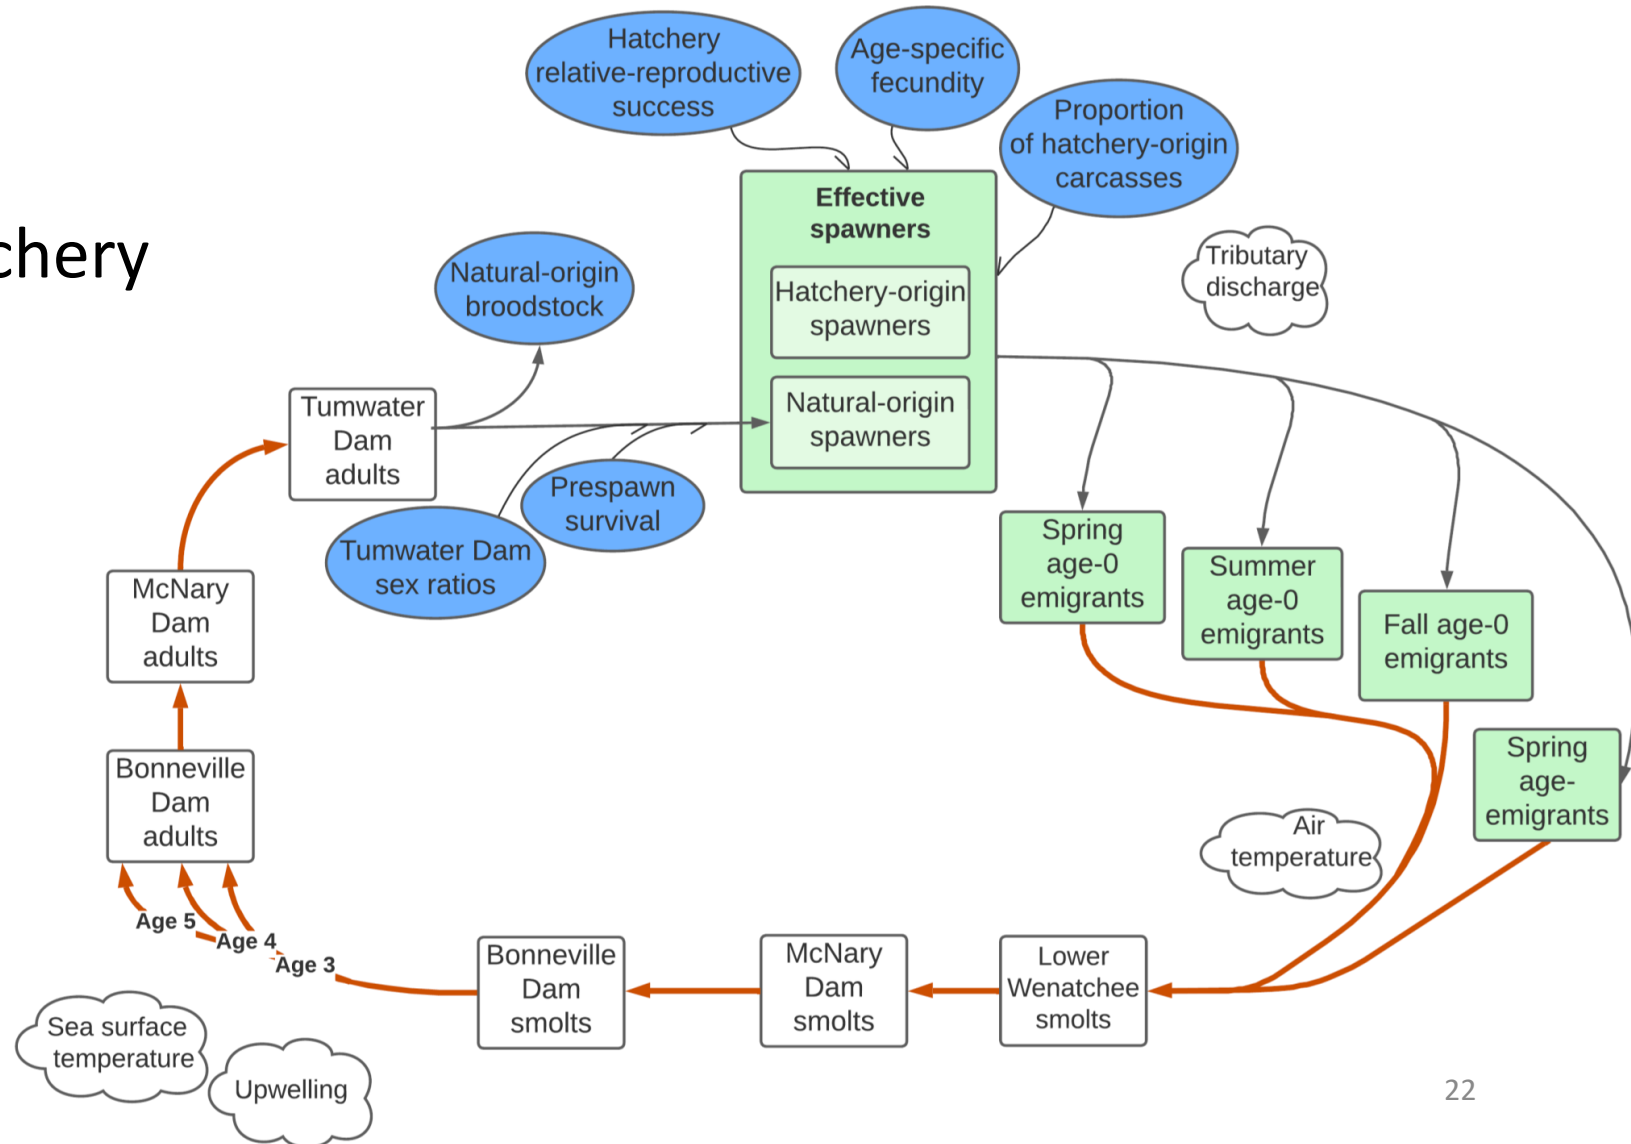 Hatchery
relative-reproductive
success
Age-specific
fecundity
Proportion
of hatchery-origin
carcasses
chery
Effective
spawners
Hatchery-origin
spawners
Natural-origin
spawners
Natural-origin
broodstock
Tributary
discharge
Tumwater
Dam
adults
Prespawn
survival
Tumwater Dam
sex ratios
Spring
age-0
emigrants
Summer
age-0
emigrants
Fall age-0
emigrants
Spring
age-
emigrants
McNary
Dam
adults
Bonneville
Dam
adults
Air
temperature
Age 5
Age 4
Age 3
Bonneville
Dam
smolts
McNary
Dam
smolts
Lower
Wenatchee
smolts
Sea surface
temperature
Upwelling
22